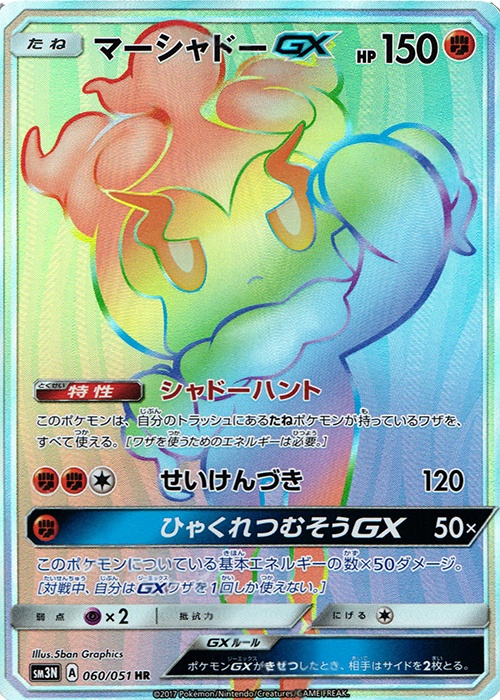 たね マーシャドーGX HP 150
とくせい
特性 シャドーハント
このポケモンは、自分のトラッシュにあるたねポケモンが持っているワザを、
すべて使える。[ワザを使うためのエネルギーは必要。]
せいけんづき 120
ひゃくれつむそうGX 50×
このポケモンについている基本エネルギーの数×50ダメージ。
[対戦中、自分はGXワザを1回しか使えない。]
弱点 ×2 抵抗力 にげる
Illus. 5ban Graphics
GXルール
ポケモンGXがきぜつしたとき、相手はサイドを2枚とる。
SM3N A 060/051 HR
©2017 Pokémon/Nintendo/Creatures/GAME FREAK.